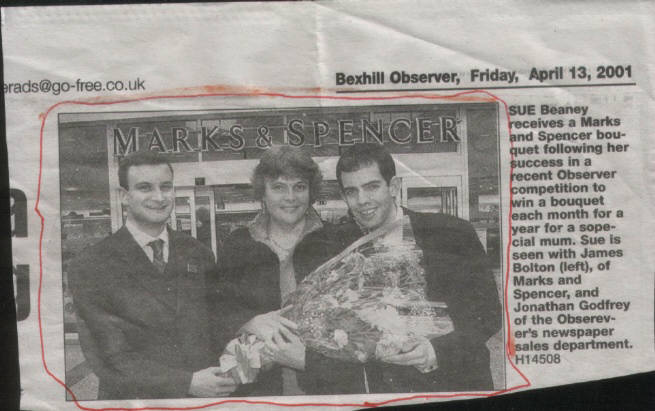 erads@go-free.co.uk
Bexhill Observer, Friday, April 13, 2001
MARKS & SPENCER
SUE Beaney
receives a Marks
and Spencer bou-
quet following her
success in a
recent Observer
competition to
win a bouquet
each month for a
year for a sope-
cial mum. Sue is
seen with James
Bolton (left), of
Marks and
Spencer, and
Jonathan Godfrey
of the Obserev-
er's newspaper
sales department.
H14508